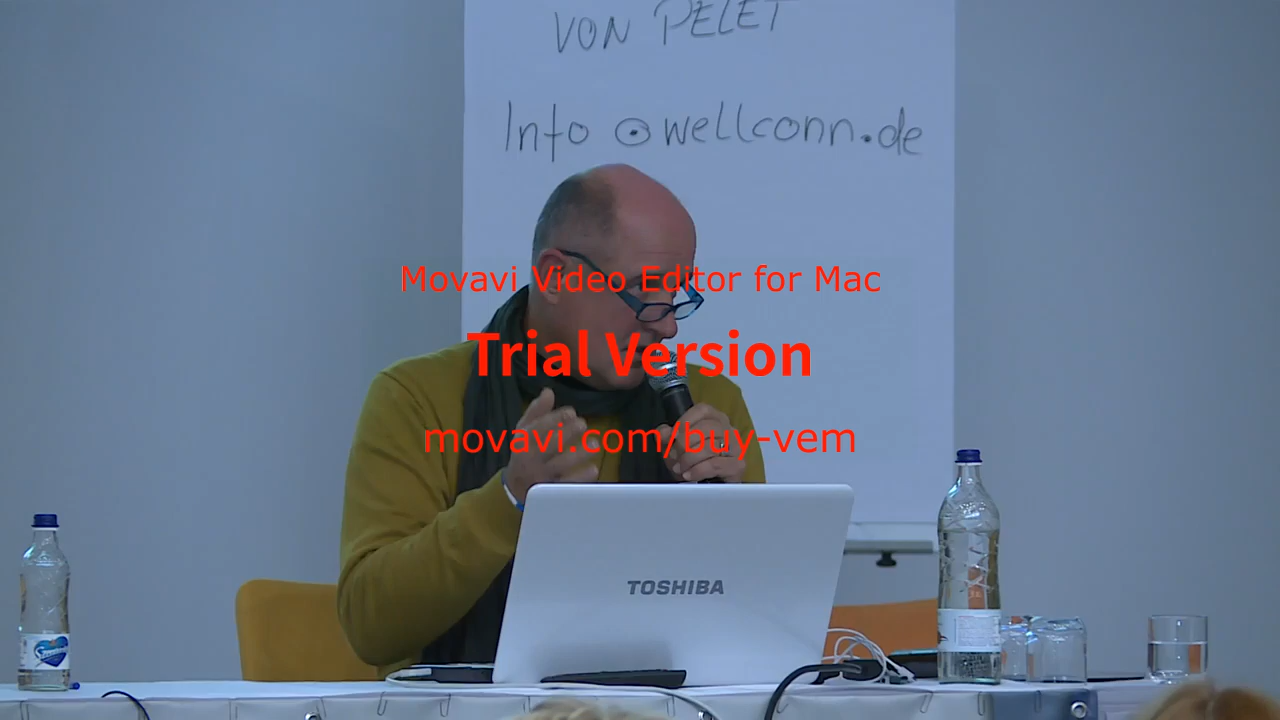 VON PELET
Info @wellconn.de
Movavi Video Editor for Mac
Trial Version
movavi.com/buy-vem
TOSHIBA